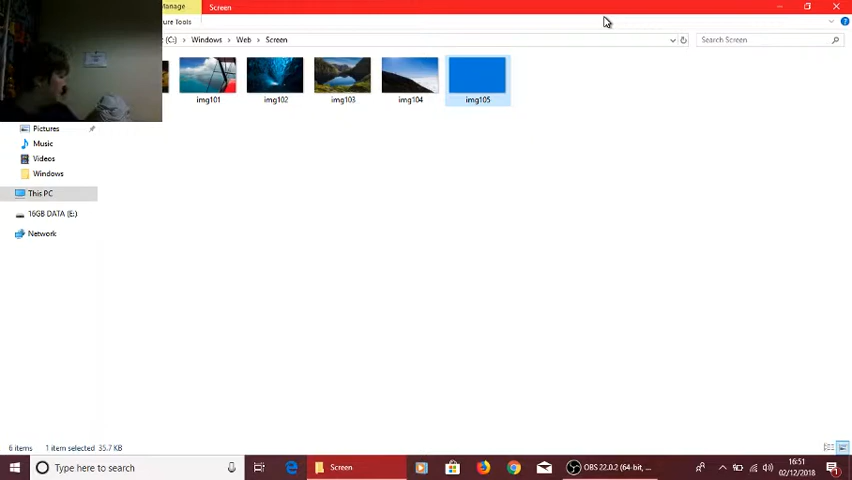 Manage
Screen
ure Tools
(C:) > Windows > Web > Screen
Search Screen
img101
img102
img103
img104
img105
Pictures
Music
Videos
Windows
This PC
16GB DATA (E:)
Network
6 items 1 item selected 35.7 KB
Type here to search
Screen
OBS 22.0.2 (64-bit, ...
16:51
02/12/2018